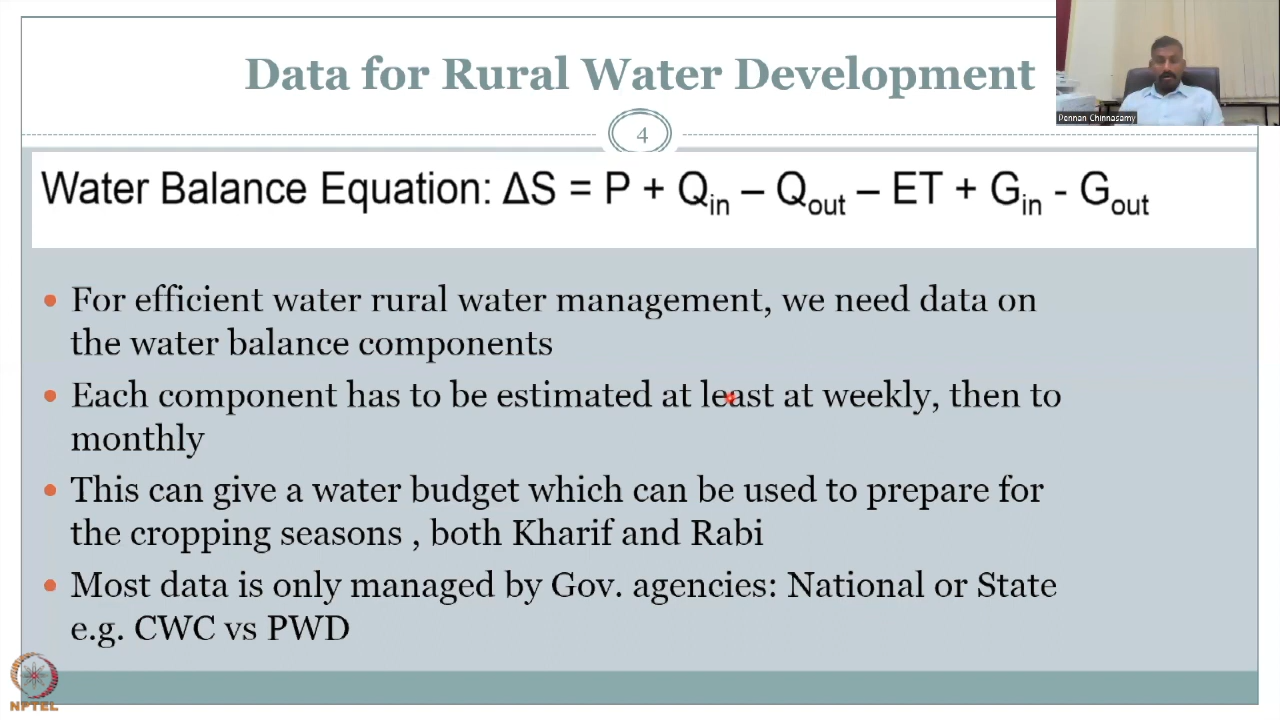 Data for Rural Water Development
Pennan Chinnasamy
4
Water Balance Equation: ΔS = P + Qin – Qout – ET + Gin - Gout
• For efficient water rural water management, we need data on
the water balance components
• Each component has to be estimated at least at weekly, then to
monthly
• This can give a water budget which can be used to prepare for
the cropping seasons , both Kharif and Rabi
• Most data is only managed by Gov. agencies: National or State
e.g. CWC vs PWD
NPTEL